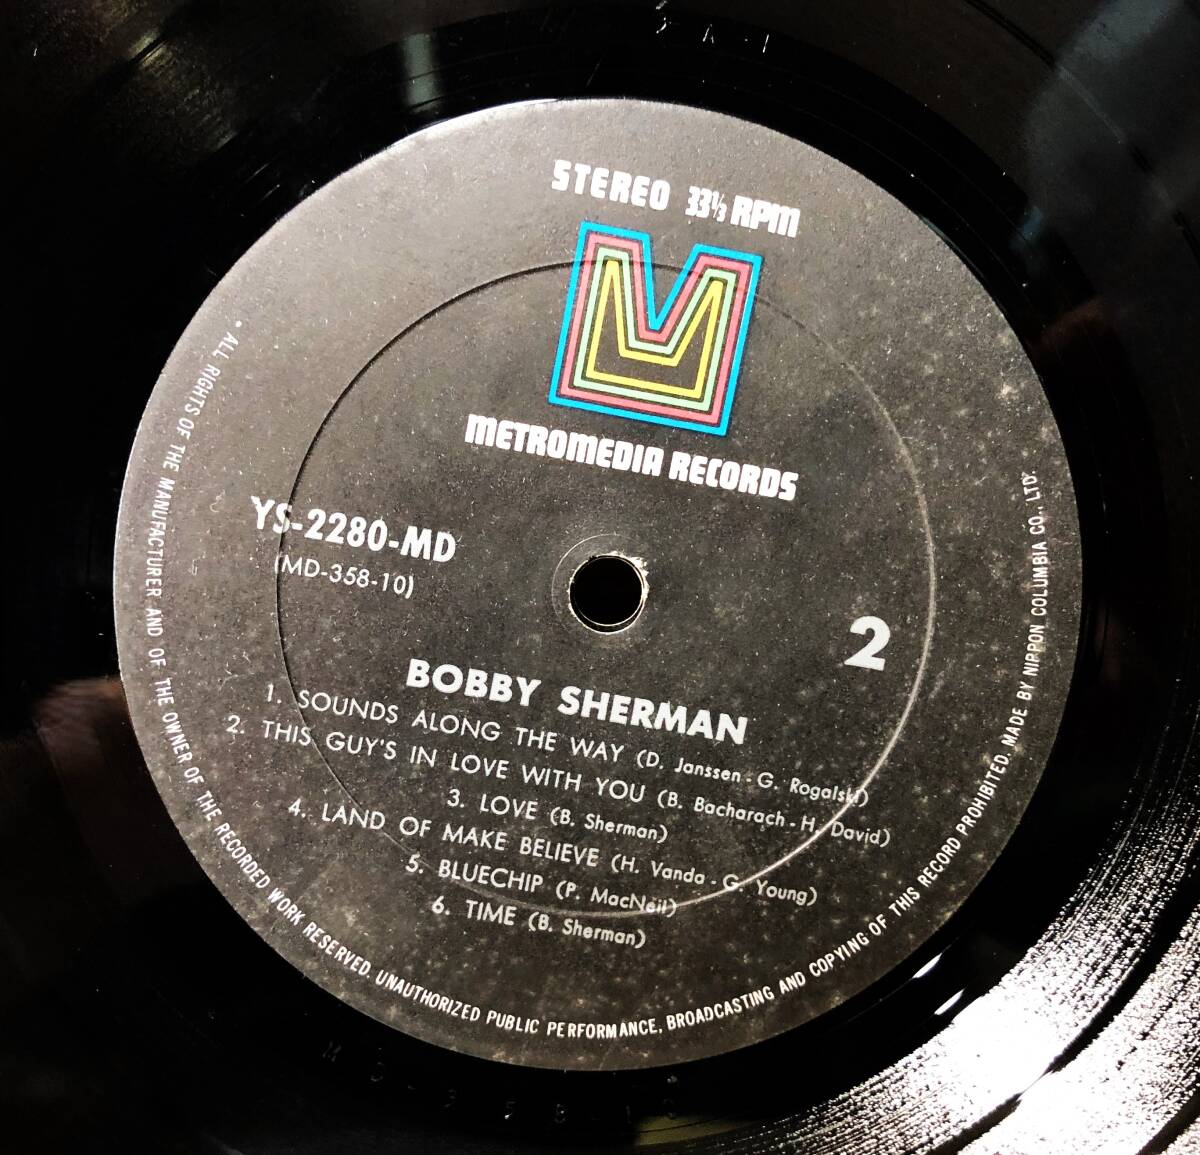 STEREO 33⅓ RPM
METROMEDIA RECORDS
YS-2280-MD
(MD-358-10)
2
BOBBY SHERMAN
1. SOUNDS ALONG THE WAY (D. Janssen - G. Rogalski)
2. THIS GUY'S IN LOVE WITH YOU (B. Bacharach - H. David)
3. LOVE (B. Sherman)
4. LAND OF MAKE BELIEVE (H. Vanda - G. Young)
5. BLUECHIP (P. MacNeil)
6. TIME (B. Sherman)
• ALL RIGHTS OF THE MANUFACTURER AND OF THE OWNER OF THE RECORDED WORK RESERVED. UNAUTHORIZED PUBLIC PERFORMANCE, BROADCASTING AND COPYING OF THIS RECORD PROHIBITED. MADE BY NIPPON COLUMBIA CO., LTD.